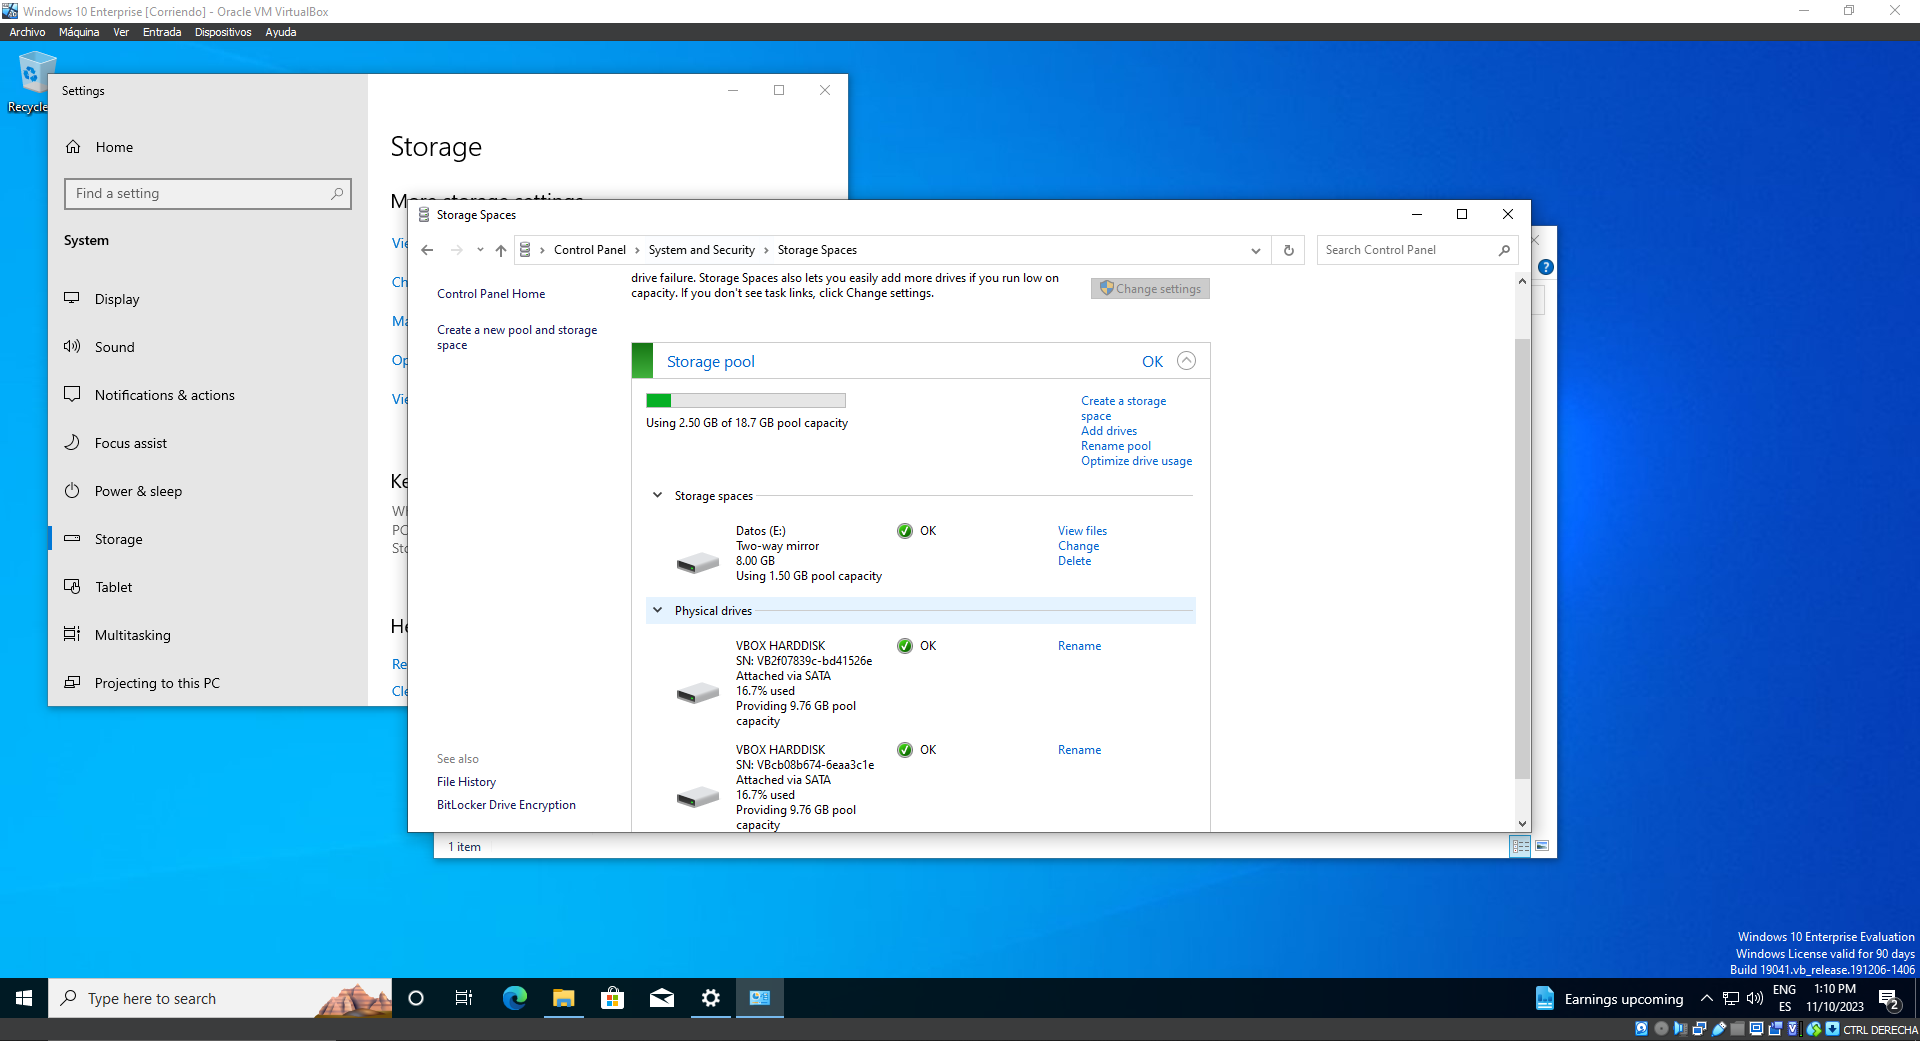 Windows 10 Enterprise [Corriendo] - Oracle VM VirtualBox
Archivo Máquina Ver Entrada Dispositivos Ayuda
Recycle
Settings
Home
Find a setting
System
Display
Sound
Notifications & actions
Focus assist
Power & sleep
Storage
Tablet
Multitasking
Projecting to this PC
Storage
More storage settings
Vie
Ch
Ma
Op
Vie
Ke
Wh
PC
Sto
He
Re
Cle
Storage Spaces
Control Panel › System and Security › Storage Spaces
Search Control Panel
Control Panel Home
Create a new pool and storage
space
See also
File History
BitLocker Drive Encryption
drive failure. Storage Spaces also lets you easily add more drives if you run low on
capacity. If you don't see task links, click Change settings.
Change settings
Storage pool OK
Using 2.50 GB of 18.7 GB pool capacity
Create a storage
space
Add drives
Rename pool
Optimize drive usage
Storage spaces
Datos (E:) OK View files
Two-way mirror Change
8.00 GB Delete
Using 1.50 GB pool capacity
Physical drives
VBOX HARDDISK OK Rename
SN: VB2f07839c-bd41526e
Attached via SATA
16.7% used
Providing 9.76 GB pool
capacity
VBOX HARDDISK OK Rename
SN: VBcb08b674-6eaa3c1e
Attached via SATA
16.7% used
Providing 9.76 GB pool
capacity
1 item
Windows 10 Enterprise Evaluation
Windows License valid for 90 days
Build 19041.vb_release.191206-1406
Type here to search
Earnings upcoming
ENG
ES
1:10 PM
11/10/2023
2
CTRL DERECHA